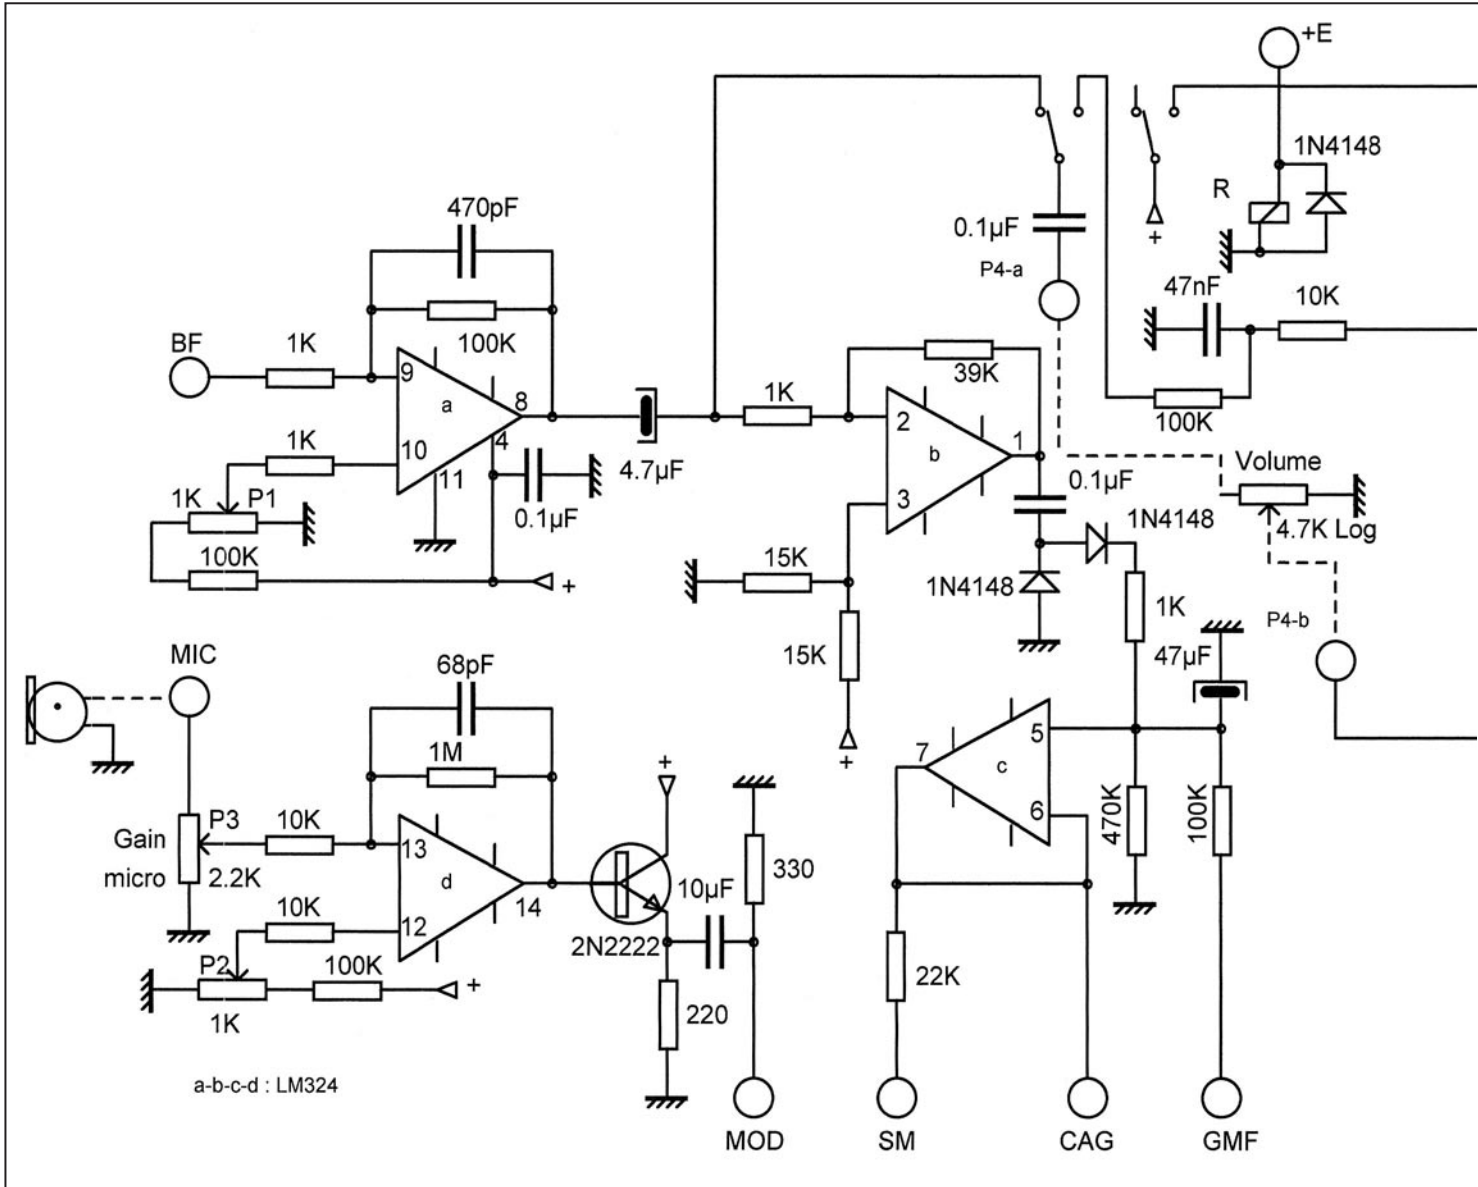 +E
1N4148
R
470pF
0.1µF
P4-a
47nF
10K
BF
1K
100K
9
a
8
39K
100K
1K
1K
10
4
11
4.7µF
2
b
1
3
Volume
0.1µF
1K
P1
0.1µF
1N4148
4.7K Log
+
100K
+
15K
1N4148
1K
P4-b
MIC
68pF
15K
47µF
1M
+
+
7
5
c
6
470K
100K
P3
10K
Gain
micro
2.2K
13
d
14
12
10K
10µF
330
2N2222
P2
100K
+
1K
22K
220
a-b-c-d : LM324
MOD
SM
CAG
GMF